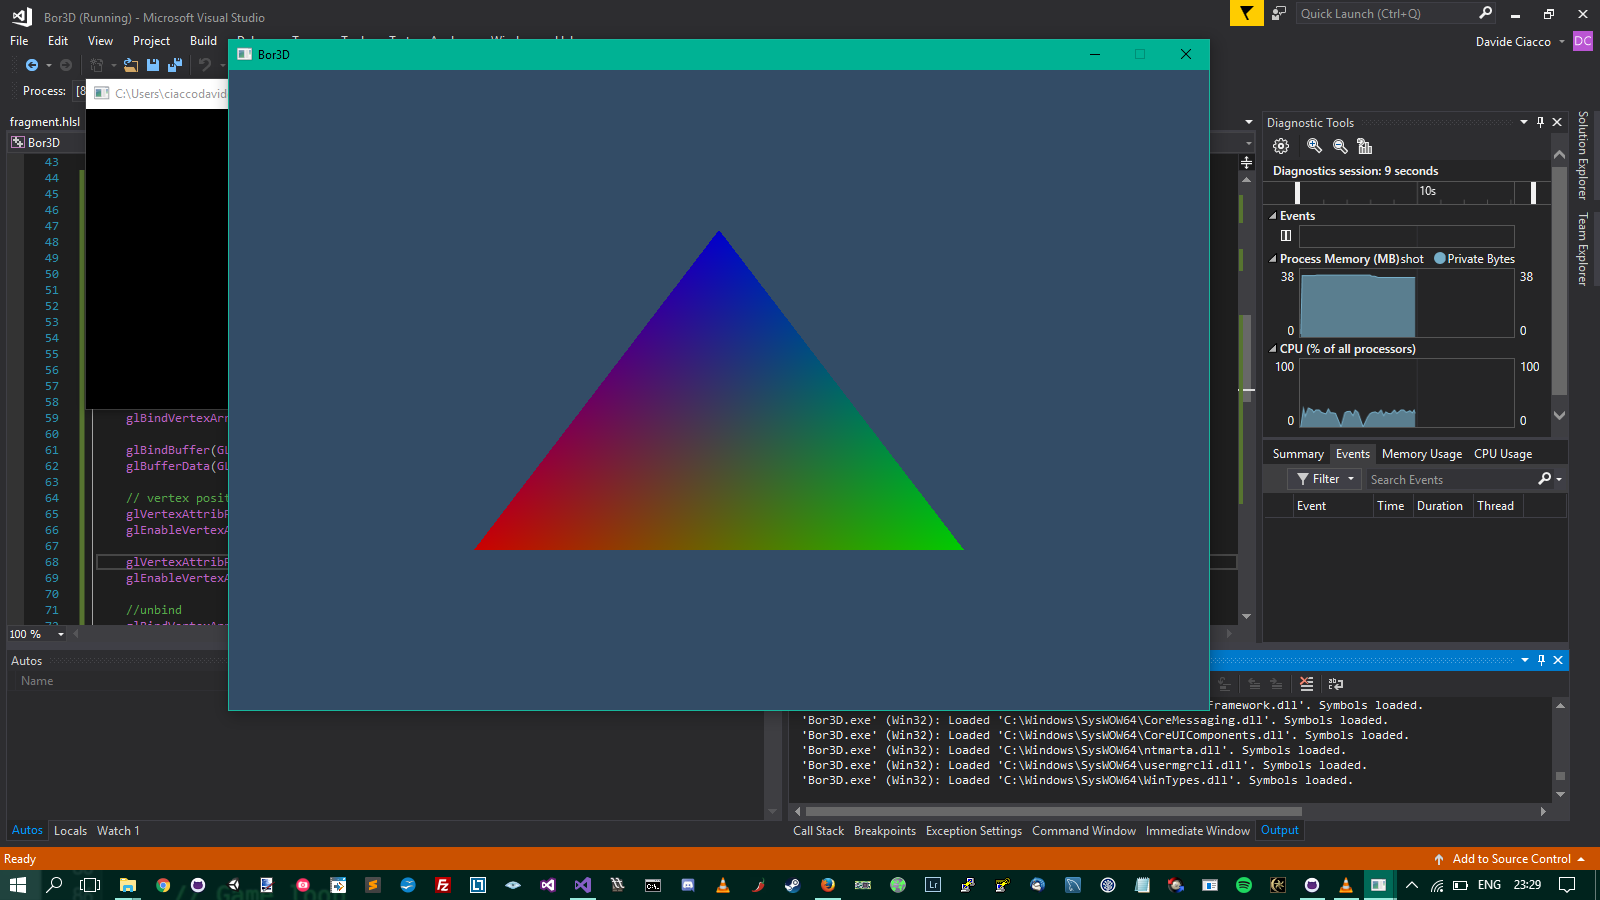 Bor3D (Running) - Microsoft Visual Studio
Quick Launch (Ctrl+Q)
File Edit View Project Build
Davide Ciacco
DC
Bor3D
Process: [8
C:\Users\ciaccodavid
fragment.hlsl
Bor3D
43
44
45
46
47
48
49
50
51
52
53
54
55
56
57
58
59 glBindVertexArr
60
61 glBindBuffer(GL
62 glBufferData(GL
63
64 // vertex posit
65 glVertexAttribP
66 glEnableVertexA
67
68 glVertexAttribP
69 glEnableVertexA
70
71 //unbind
72 glBindVertexArr
100 %
Diagnostic Tools
Diagnostics session: 9 seconds
10s
Events
Process Memory (MB) shot Private Bytes
38 38
0 0
CPU (% of all processors)
100 100
0 0
Summary Events Memory Usage CPU Usage
Filter Search Events
Event Time Duration Thread
Solution Explorer
Team Explorer
Autos
Name
Autos Locals Watch 1
Framework.dll'. Symbols loaded.
'Bor3D.exe' (Win32): Loaded 'C:\Windows\SysWOW64\CoreMessaging.dll'. Symbols loaded.
'Bor3D.exe' (Win32): Loaded 'C:\Windows\SysWOW64\CoreUIComponents.dll'. Symbols loaded.
'Bor3D.exe' (Win32): Loaded 'C:\Windows\SysWOW64\ntmarta.dll'. Symbols loaded.
'Bor3D.exe' (Win32): Loaded 'C:\Windows\SysWOW64\usermgrcli.dll'. Symbols loaded.
'Bor3D.exe' (Win32): Loaded 'C:\Windows\SysWOW64\WinTypes.dll'. Symbols loaded.
Call Stack Breakpoints Exception Settings Command Window Immediate Window Output
Ready
Add to Source Control
ENG 23:29